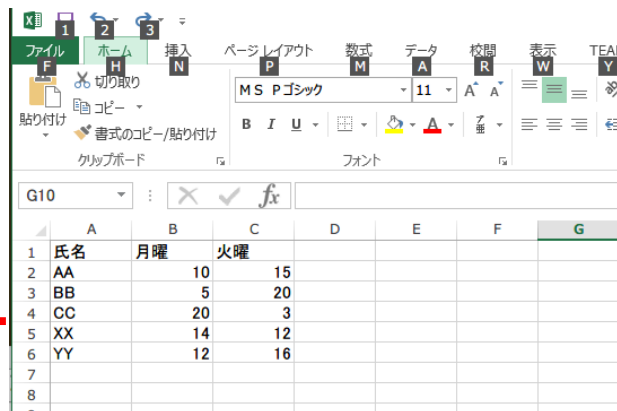 1 2 3
ファイル ホーム 挿入 ページ レイアウト 数式 データ 校閲 表示 TEA
F H N P M A R W Y
切り取り
コピー
書式のコピー/貼り付け
貼り付け
MS Pゴシック 11 A A
B I U A ア亜
クリップボード フォント
G10 fx
A B C D E F G
1 氏名 月曜 火曜
2 AA 10 15
3 BB 5 20
4 CC 20 3
5 XX 14 12
6 YY 12 16
7
8